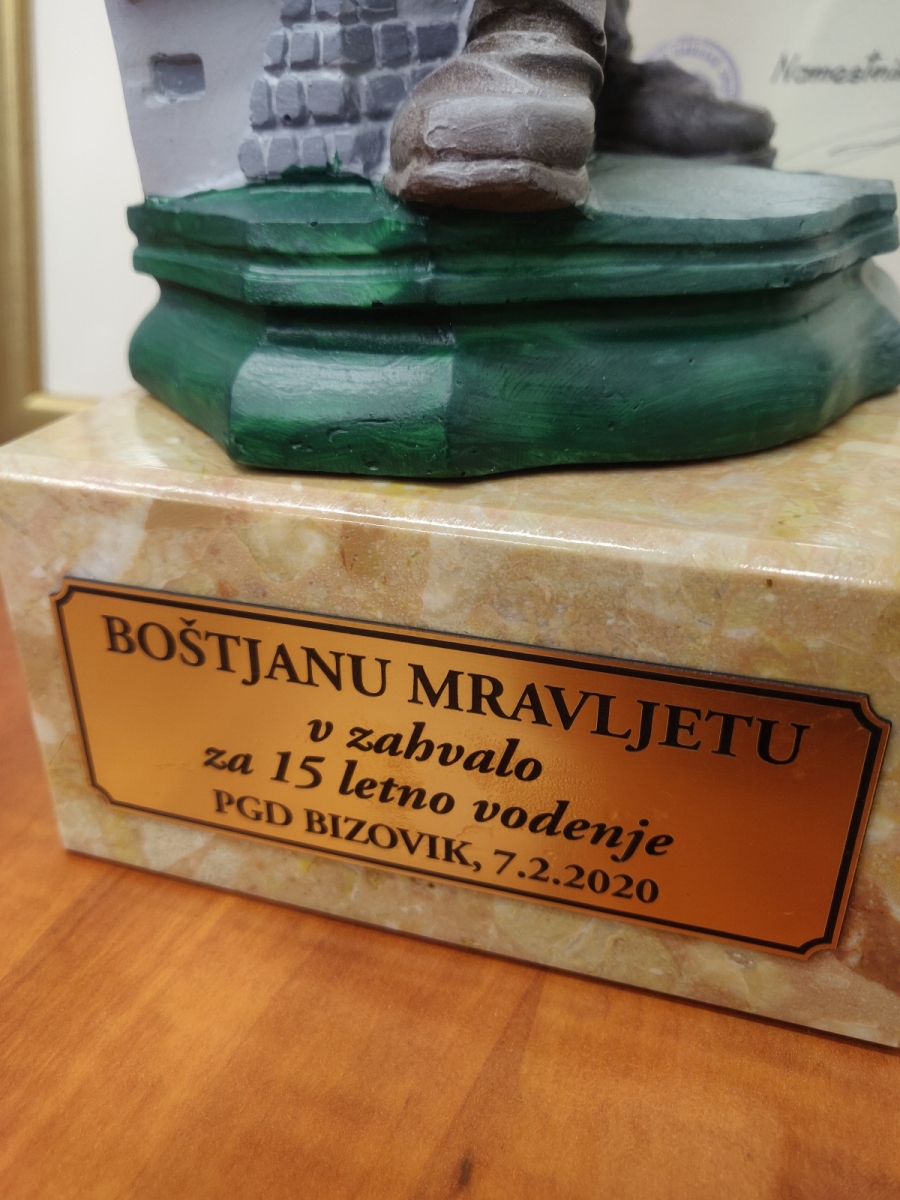 BOŠTJANU MRAVLJETU
v zahvalo
za 15 letno vodenje
PGD BIZOVIK, 7.2.2020